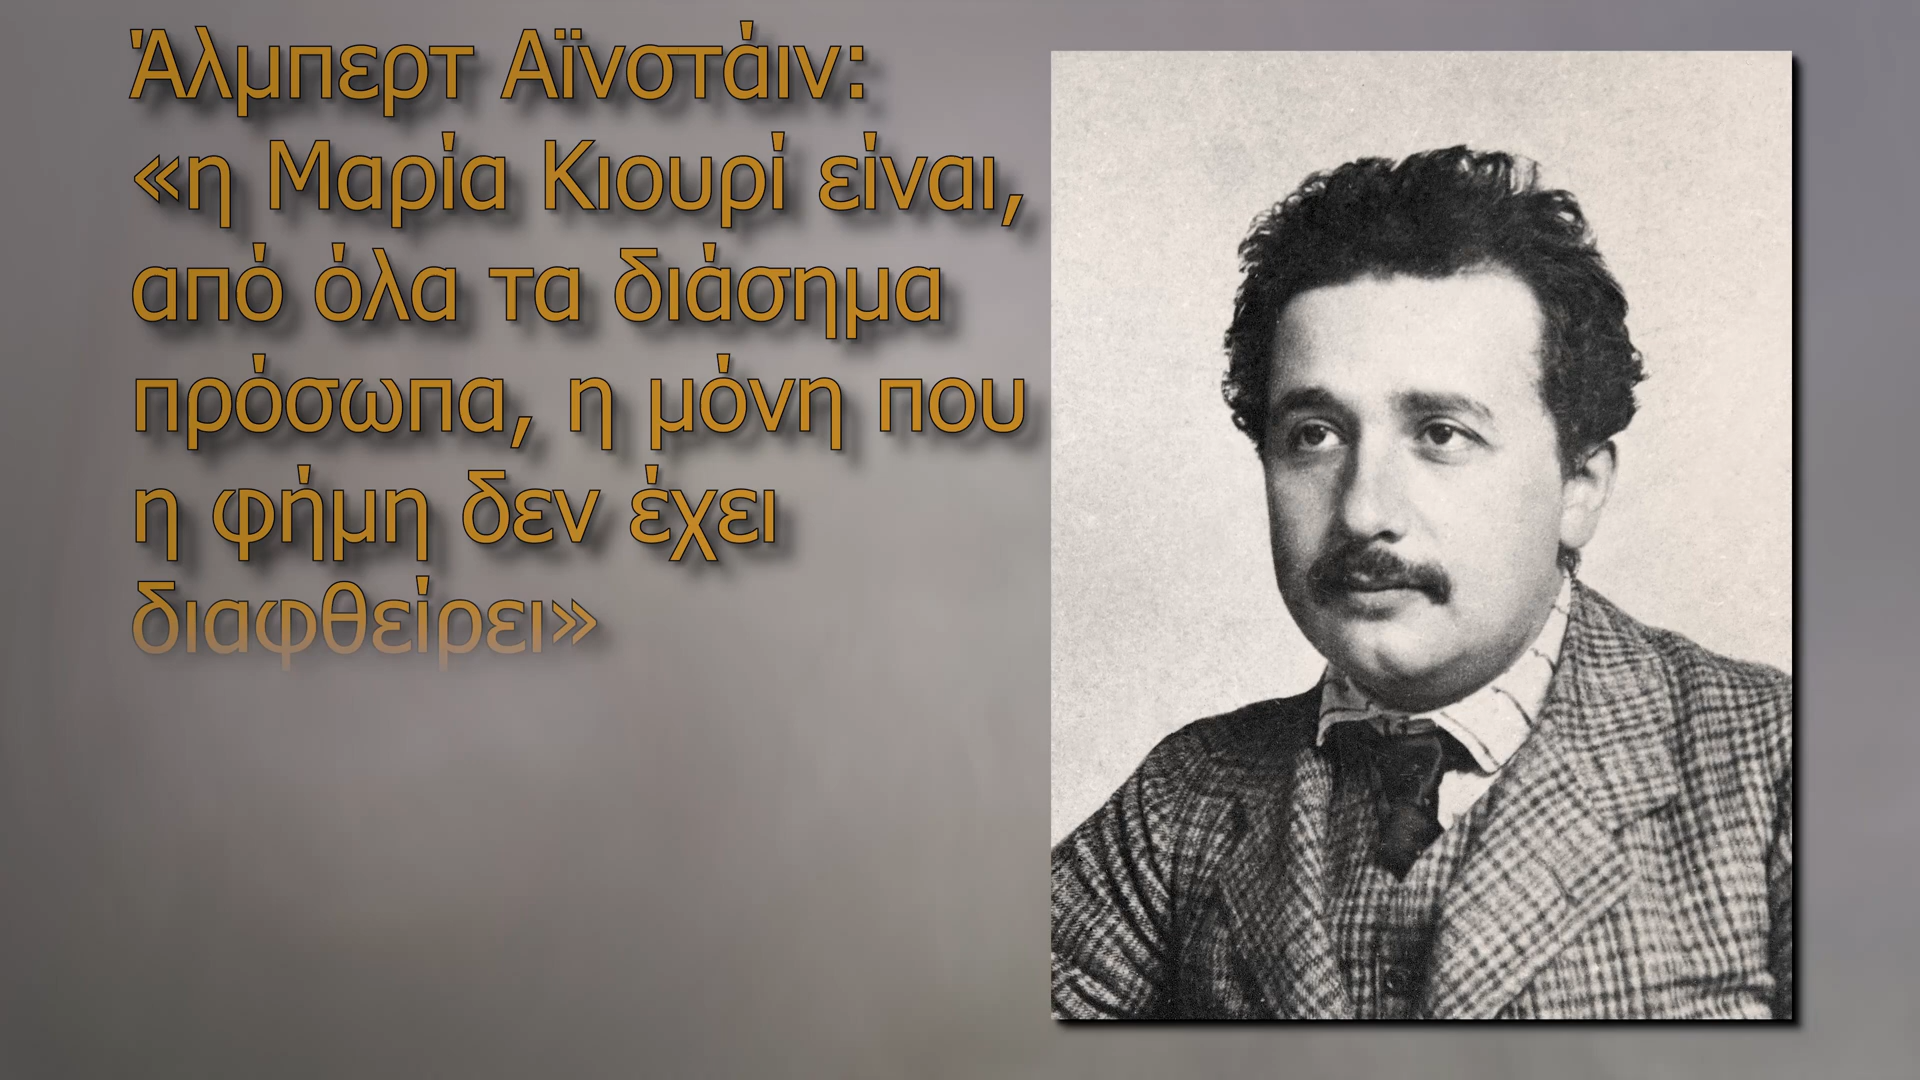 Άλμπερτ Αϊνστάιν:
«η Μαρία Κιουρί είναι,
από όλα τα διάσημα
πρόσωπα, η μόνη που
η φήμη δεν έχει
διαφθείρει»